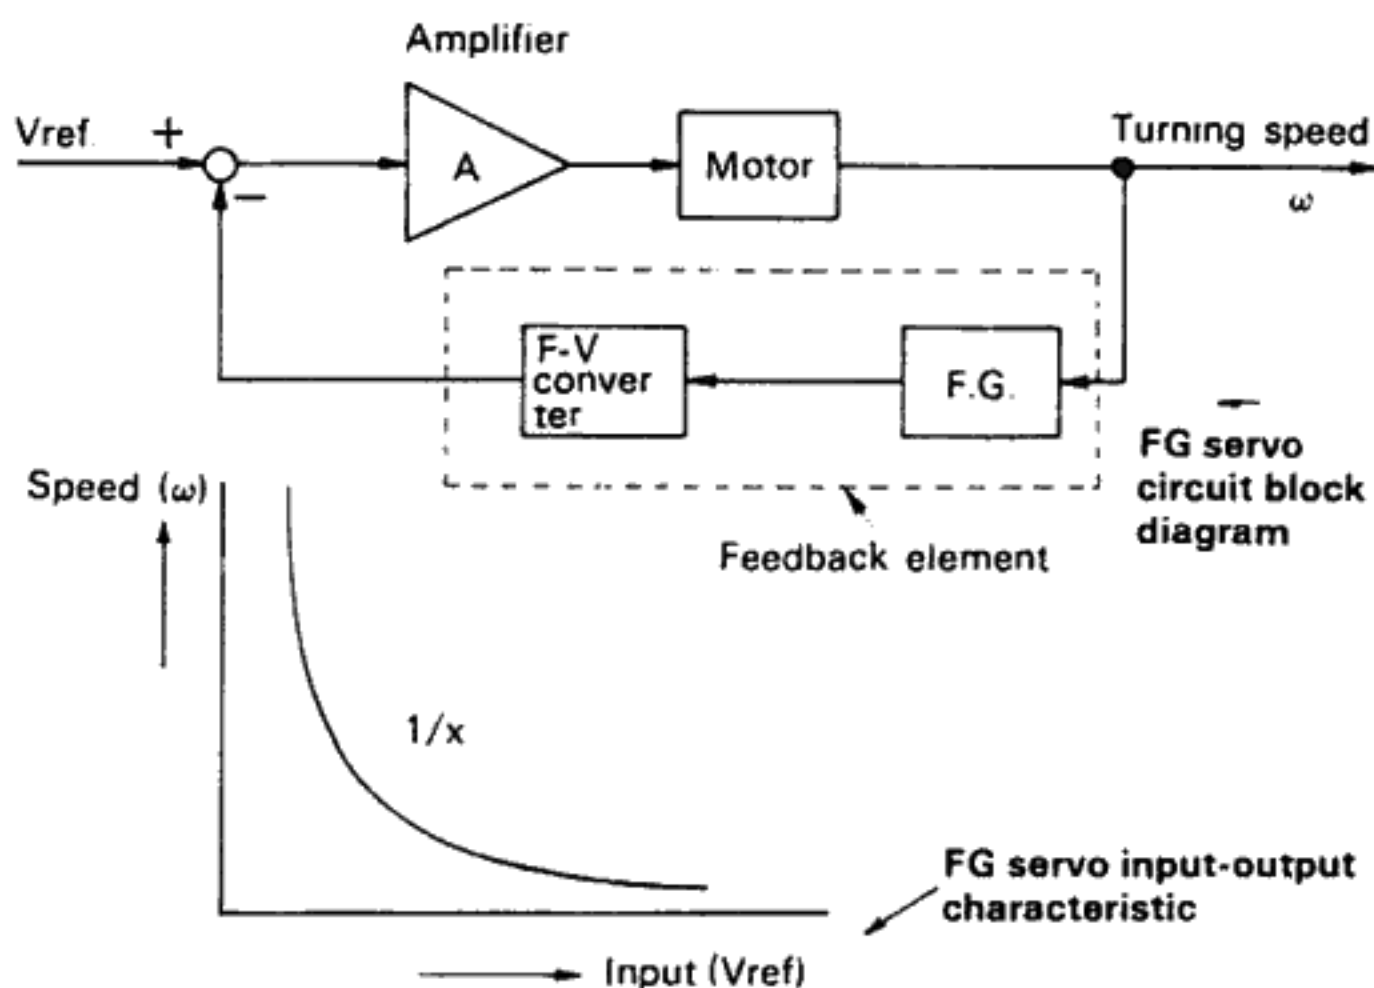 Amplifier
Vref. +
A
Motor
Turning speed
ω
−
F-V
conver
ter
F.G.
FG servo
circuit block
diagram
Feedback element
Speed (ω)
1/x
FG servo input-output
characteristic
Input (Vref)